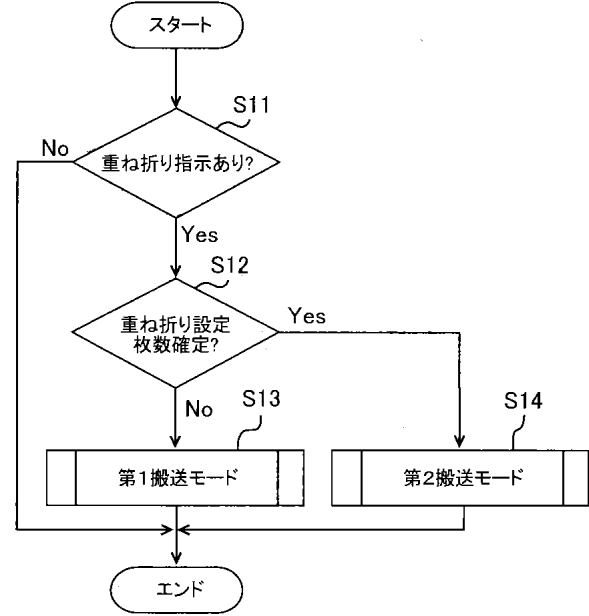 スタート
S11
No
重ね折り指示あり?
Yes
S12
重ね折り設定
枚数確定?
Yes
No
S13
S14
第1搬送モード
第2搬送モード
エンド